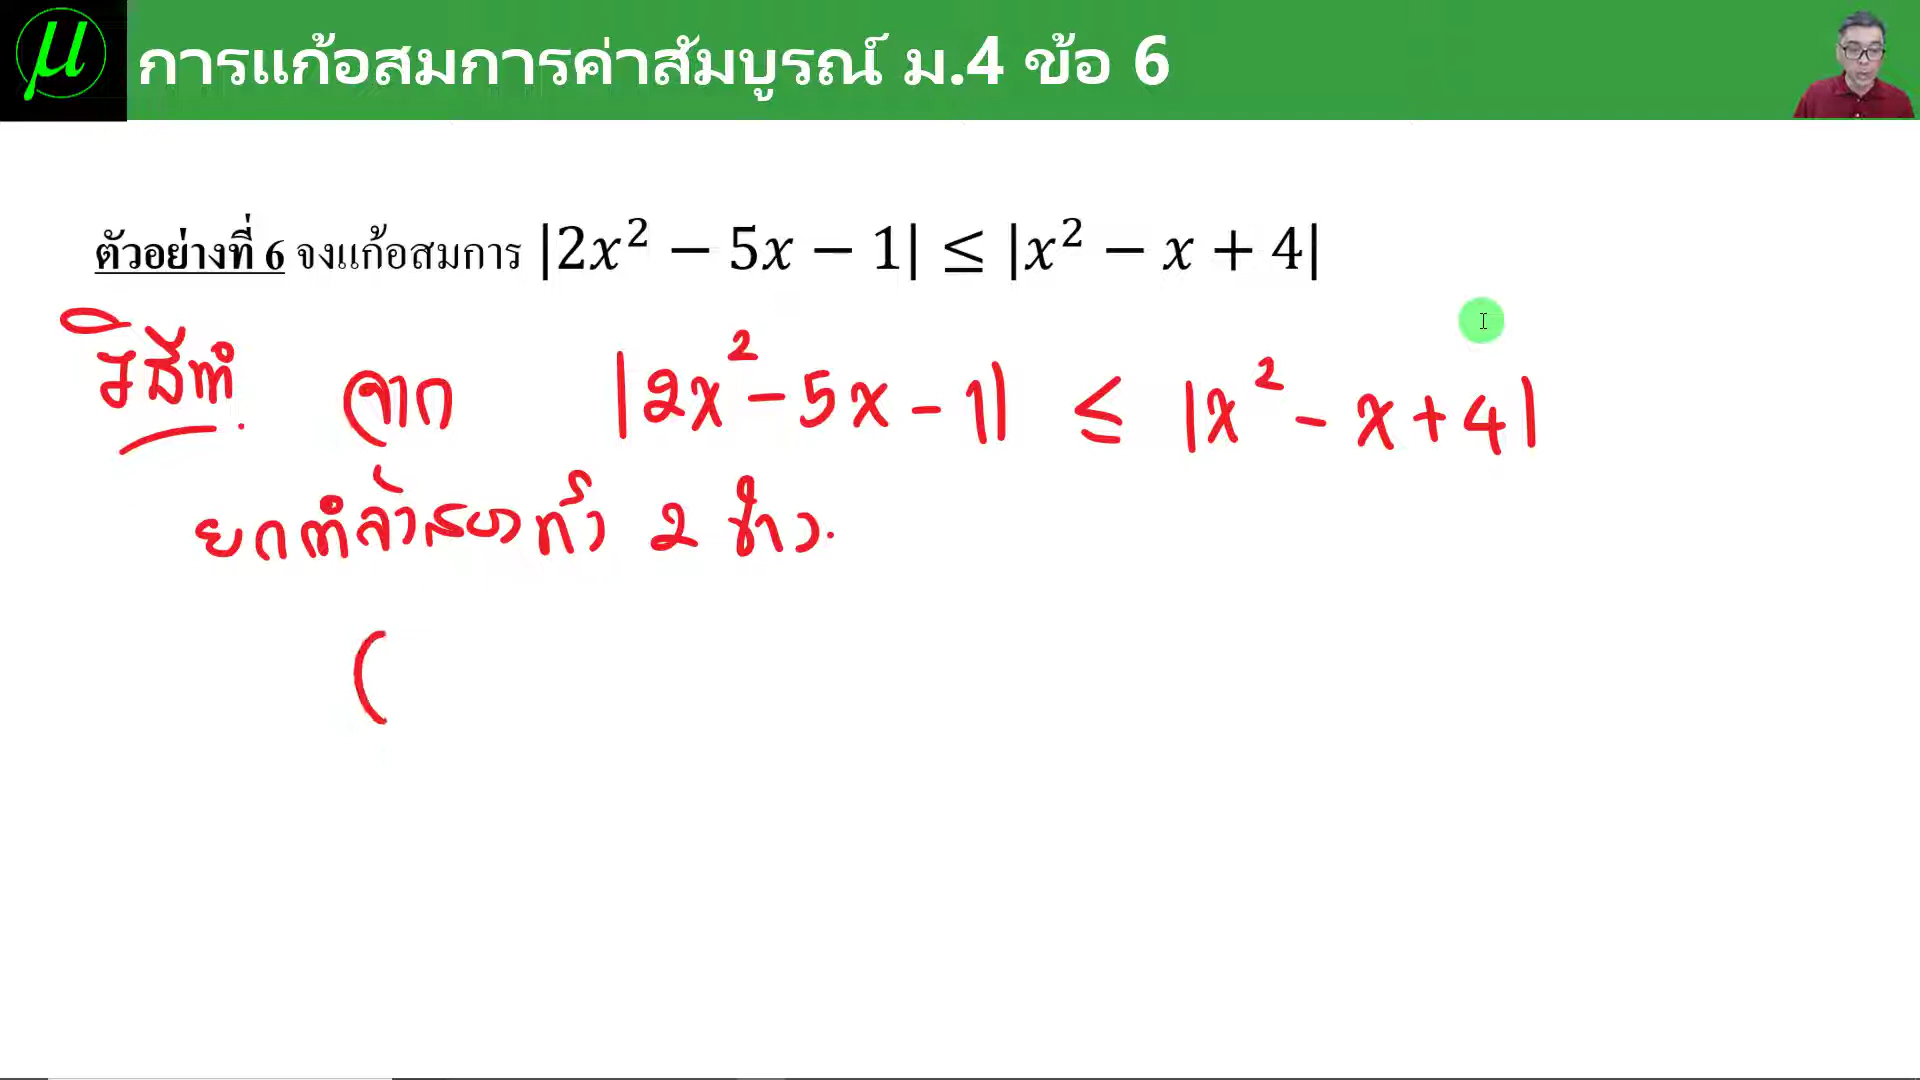 μ
การแก้อสมการค่าสัมบูรณ์ ม.4 ข้อ 6
ตัวอย่างที่ 6 จงแก้อสมการ |2x² − 5x − 1| ≤ |x² − x + 4|
วิธีทำ จาก |2x² - 5x - 1| ≤ |x² - x + 4|
ยกกำลังสองทั้ง 2 ข้าง.
(